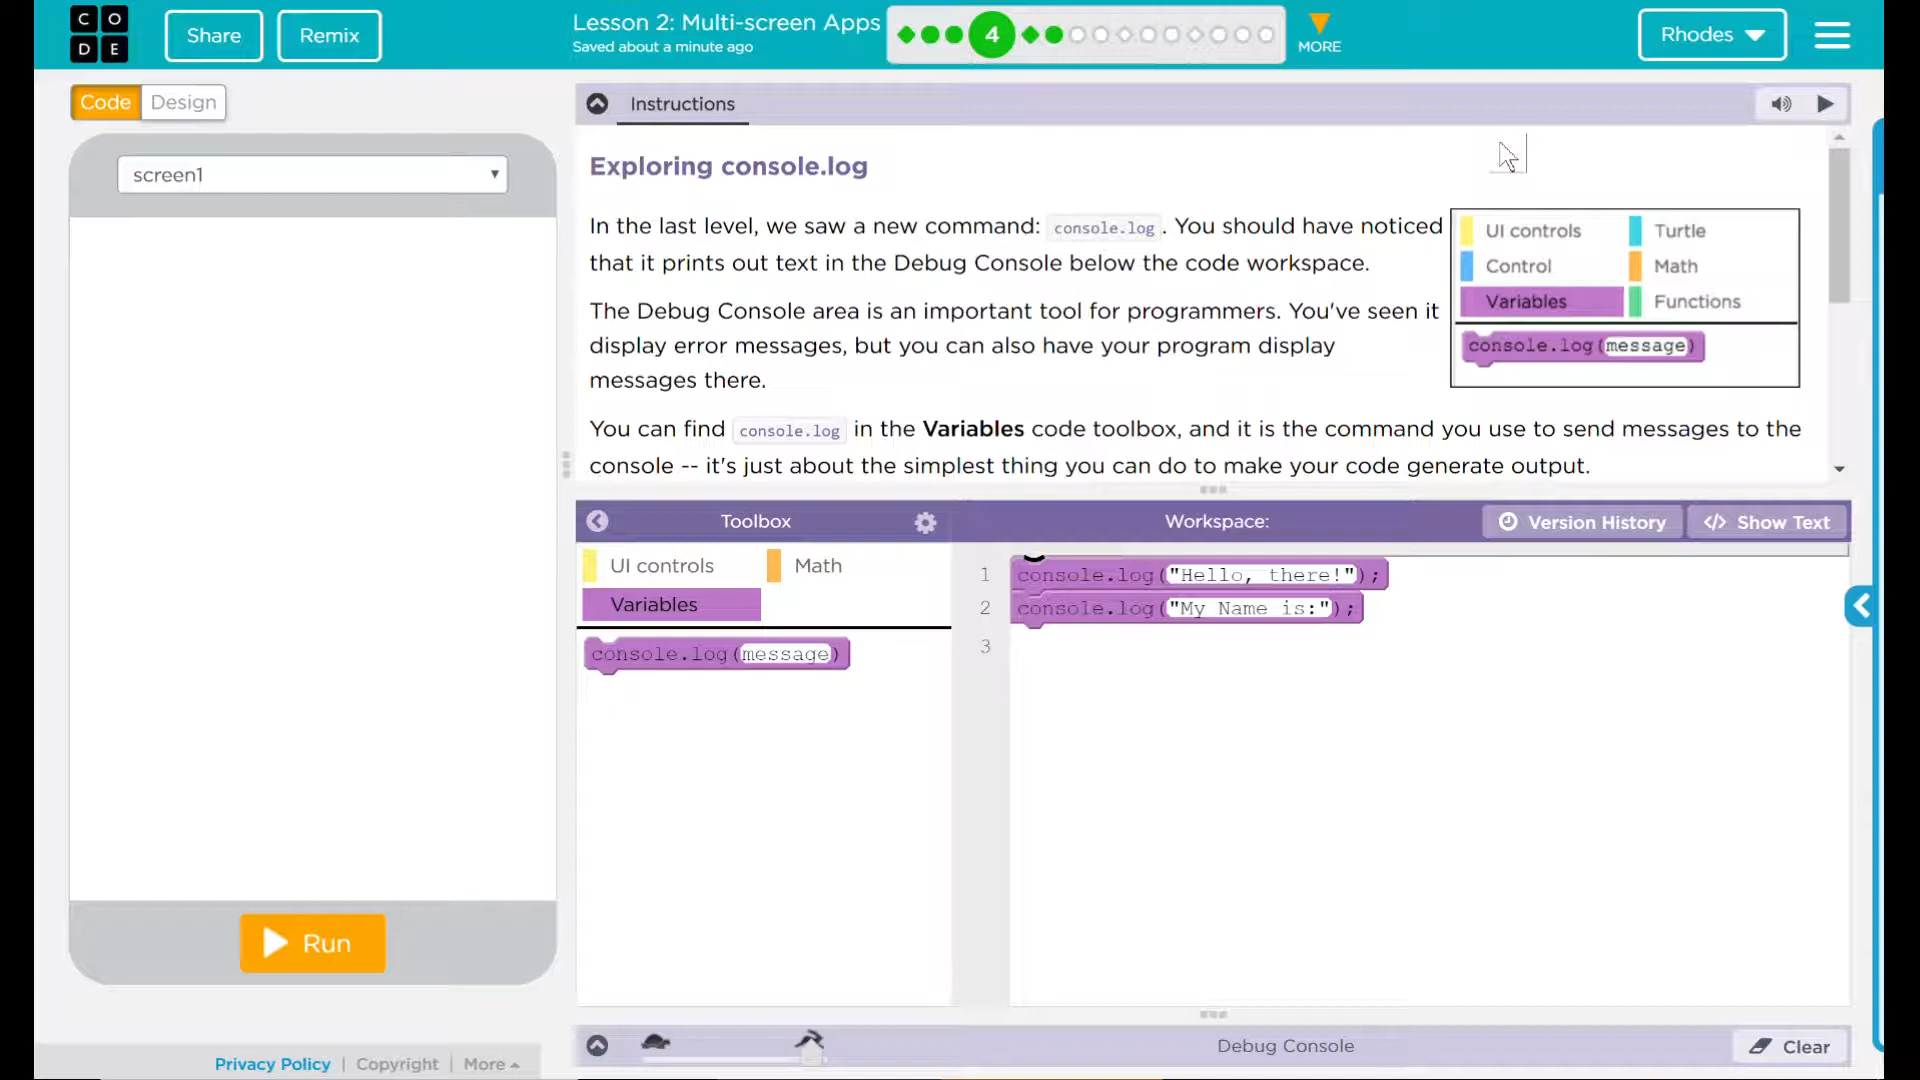 C O
D E
Share
Remix
Lesson 2: Multi-screen Apps
Saved about a minute ago
4
MORE
Rhodes
Code
Design
screen1
Run
Privacy Policy | Copyright | More
Instructions
Exploring console.log
In the last level, we saw a new command: console.log. You should have noticed
that it prints out text in the Debug Console below the code workspace.
The Debug Console area is an important tool for programmers. You've seen it
display error messages, but you can also have your program display
messages there.
UI controls
Turtle
Control
Math
Variables
Functions
console.log(message)
You can find console.log in the Variables code toolbox, and it is the command you use to send messages to the
console -- it's just about the simplest thing you can do to make your code generate output.
Toolbox
Workspace:
Version History
</> Show Text
UI controls
Math
Variables
console.log(message)
1 console.log("Hello, there!");
2 console.log("My Name is:");
3
Debug Console
Clear